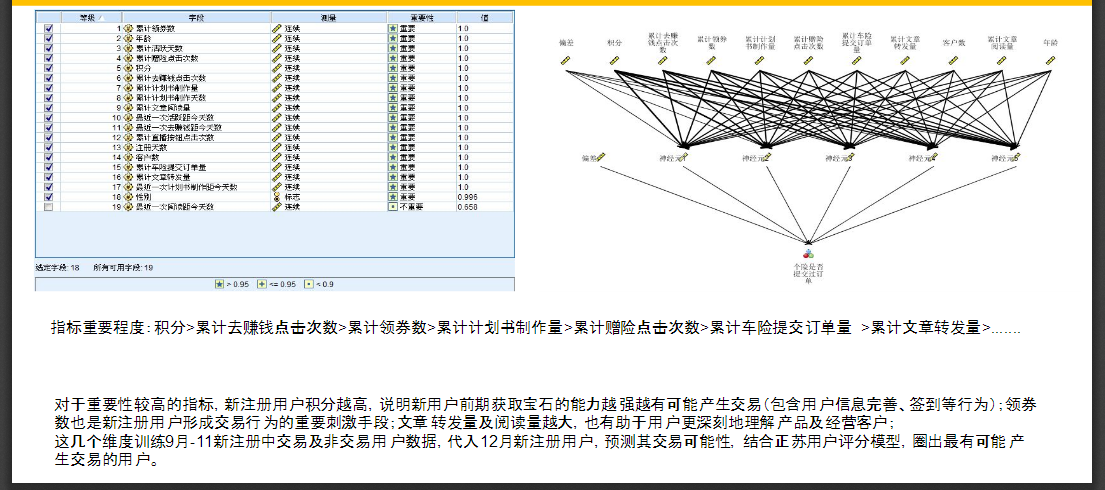 等级 字段 测量 重要性 值
1 累计领券数 连续 重要 1.0
2 年龄 连续 重要 1.0
3 累计活跃天数 连续 重要 1.0
4 累计赠险点击次数 连续 重要 1.0
5 积分 连续 重要 1.0
6 累计去赚钱点击次数 连续 重要 1.0
7 累计计划书制作量 连续 重要 1.0
8 累计计划书制作天数 连续 重要 1.0
9 累计文章阅读量 连续 重要 1.0
10 最近一次活跃距今天数 连续 重要 1.0
11 最近一次去赚钱距今天数 连续 重要 1.0
12 累计直播按钮点击次数 连续 重要 1.0
13 注册天数 连续 重要 1.0
14 客户数 连续 重要 1.0
15 累计车险提交订单量 连续 重要 1.0
16 累计文章转发量 连续 重要 1.0
17 最近一次计划书制作距今天数 连续 重要 1.0
18 性别 标志 重要 0.996
19 最近一次阅读距今天数 连续 不重要 0.658
选定字段: 18 所有可用字段: 19
> 0.95 <= 0.95 < 0.9
偏差
积分
累计去赚
钱点击次
数
累计领券
数
累计计划
书制作量
累计赠险
点击次数
累计车险
提交订单
量
累计文章
转发量
客户数
累计文章
阅读量
年龄
偏差 神经元1 神经元2 神经元3 神经元4 神经元5
个险是否
提交过订
单
指标重要程度:积分>累计去赚钱点击次数>累计领券数>累计计划书制作量>累计赠险点击次数>累计车险提交订单量 >累计文章转发量>.......
对于重要性较高的指标, 新注册用户积分越高, 说明新用户前期获取宝石的能力越强越有可能产生交易(包含用户信息完善、签到等行为);领券
数也是新注册用户形成交易行为的重要刺激手段;文章转发量及阅读量越大, 也有助于用户更深刻地理解产品及经营客户;
这几个维度训练9月-11新注册中交易及非交易用户数据, 代入12月新注册用户, 预测其交易可能性, 结合正苏用户评分模型, 圈出最有可能产
生交易的用户。